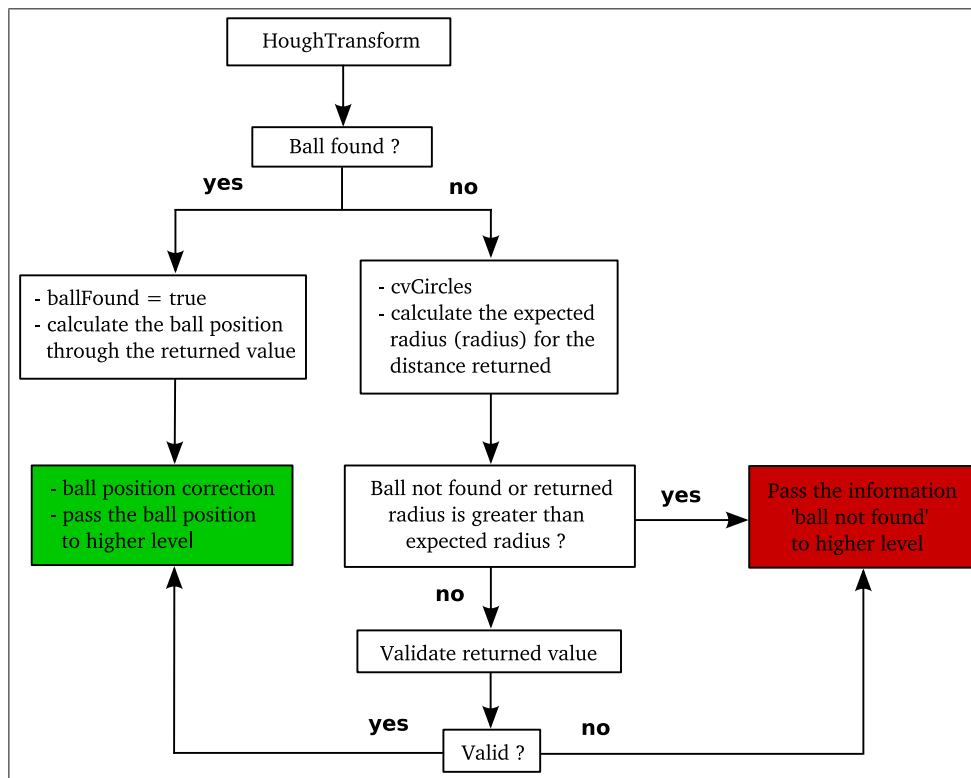 HoughTransform
Ball found ?
yes
no
- ballFound = true
- calculate the ball position
through the returned value
- cvCircles
- calculate the expected
radius (radius) for the
distance returned
- ball position correction
- pass the ball position
to higher level
Ball not found or returned
radius is greater than
expected radius ?
yes
Pass the information
'ball not found'
to higher level
no
Validate returned value
yes
no
Valid ?